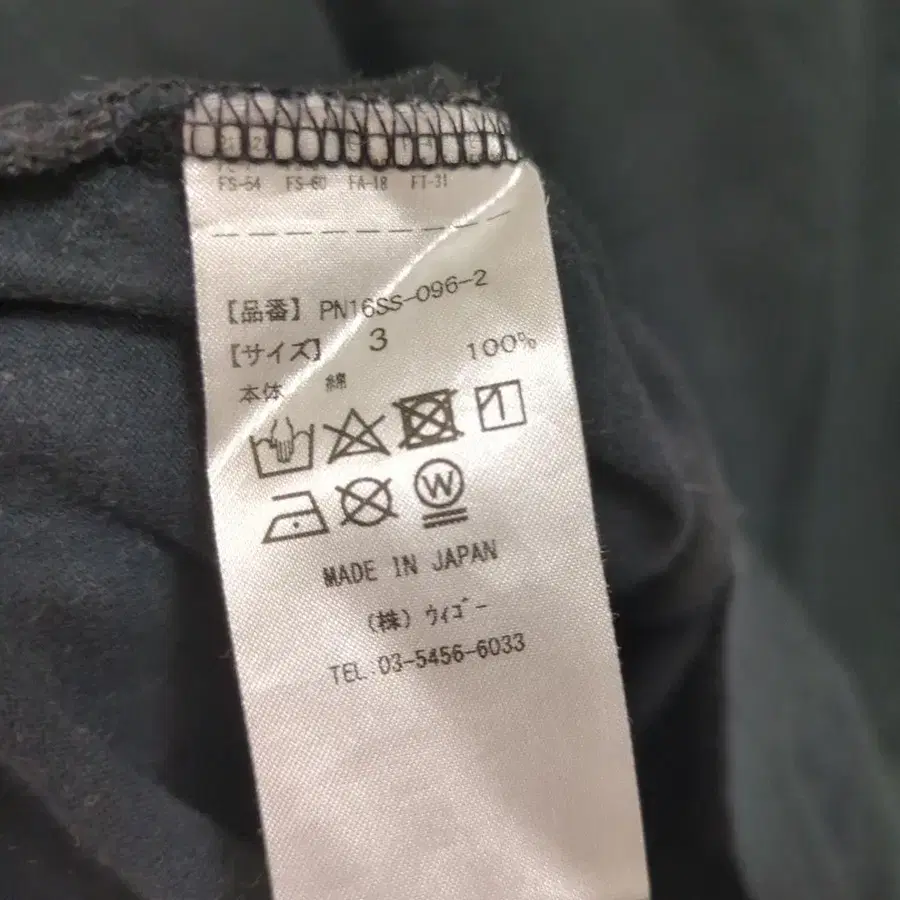 FS-54 FS-60 FA-18 FT-31
【品番】 PN16SS-096-2
【サイズ】 3
本体 綿 100%
W
MADE IN JAPAN
(株) ウィゴー
TEL.03-5456-6033